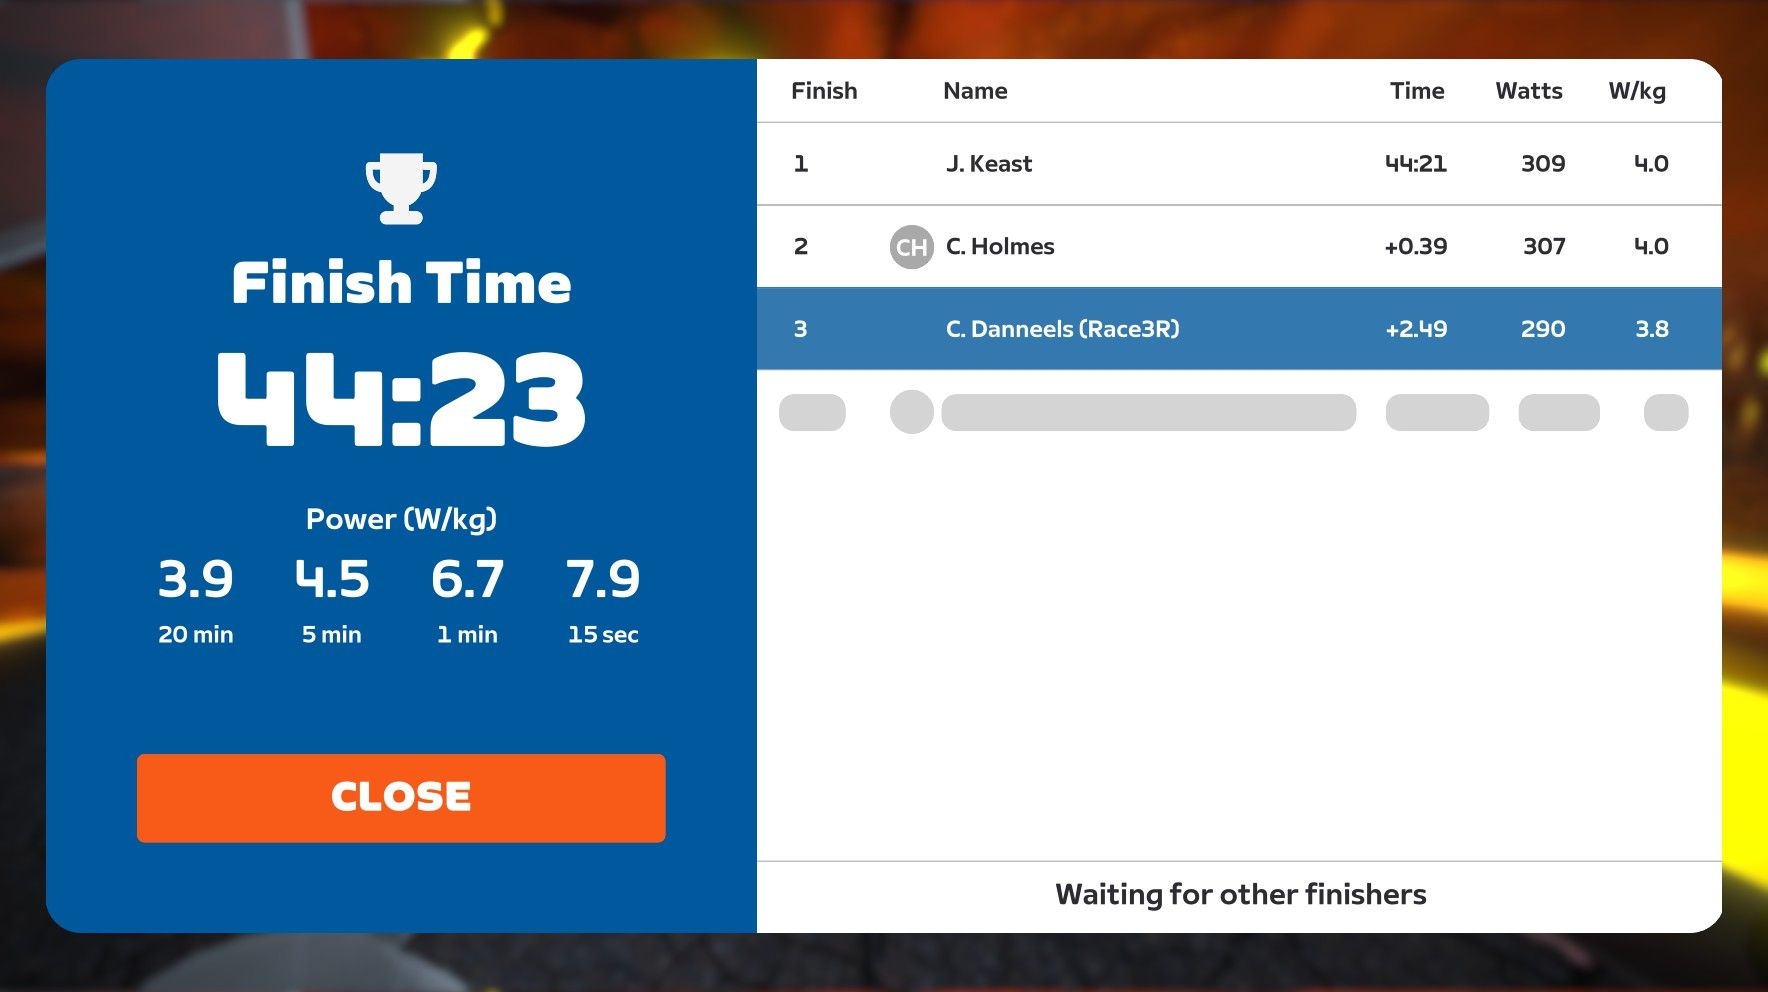 Finish Time
44:23
Power (W/kg)
3.9 4.5 6.7 7.9
20 min 5 min 1 min 15 sec
CLOSE
Finish Name Time Watts W/kg
1 J. Keast 44:21 309 4.0
2 CH C. Holmes +0.39 307 4.0
3 C. Danneels (Race3R) +2.49 290 3.8
Waiting for other finishers